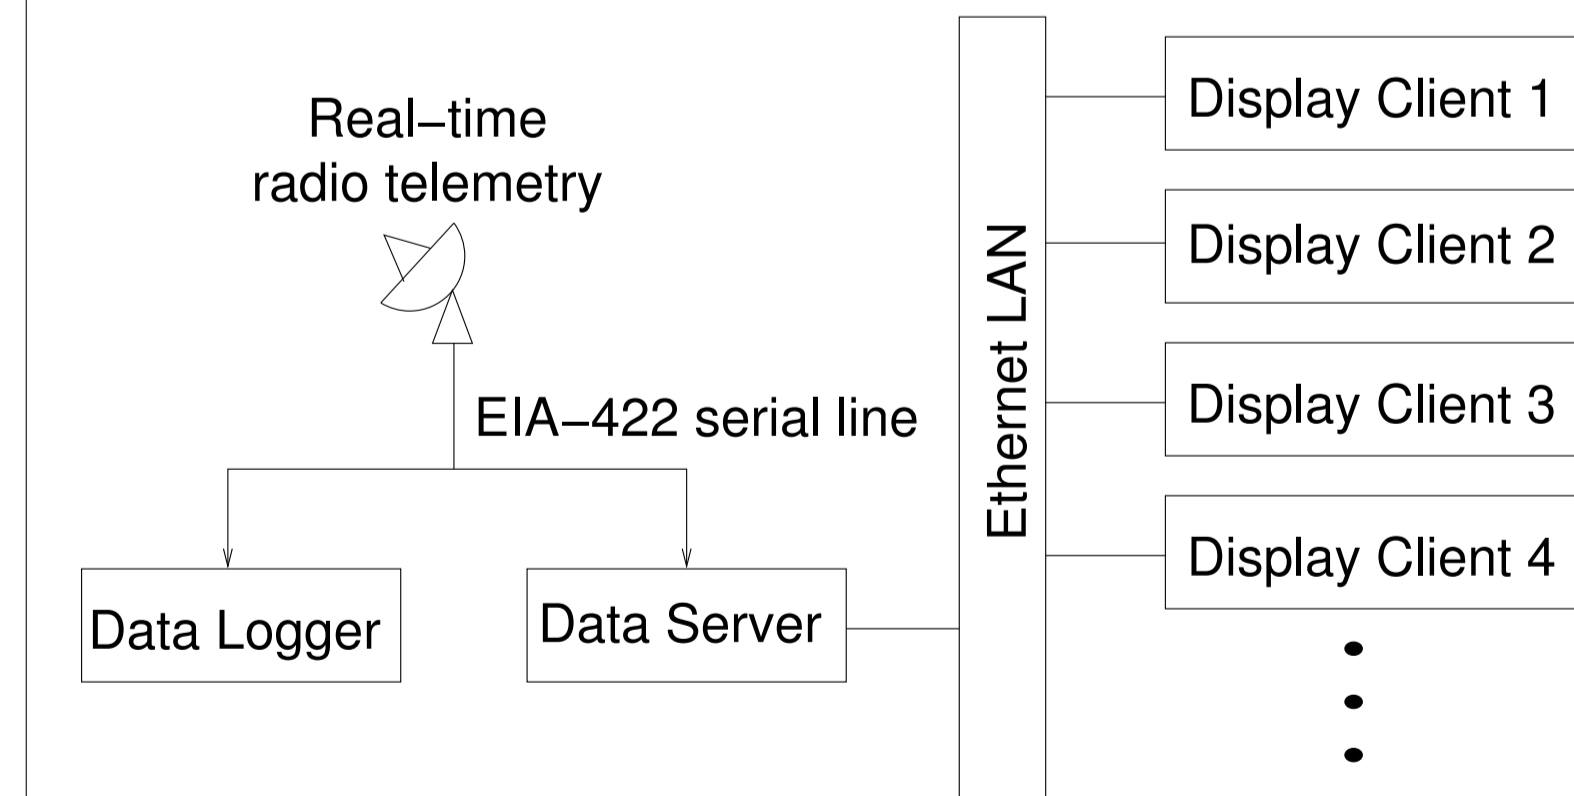 Real–time
radio telemetry
EIA–422 serial line
Data Logger
Data Server
Ethernet LAN
Display Client 1
Display Client 2
Display Client 3
Display Client 4